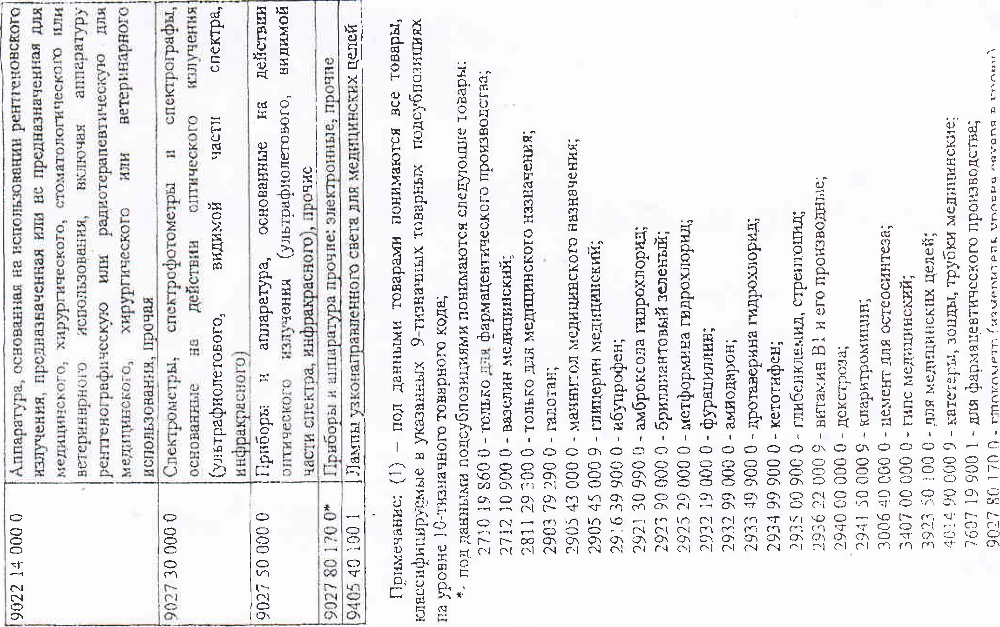 9022 14 000 0
Аппаратура, основанная на использовании рентгеновского
излучения, предназначенная или не предназначенная для
медицинского, хирургического, стоматологического или
ветеринарного использования, включая аппаратуру
рентгенографическую или радиотерапевтическую для
медицинского, хирургического или ветеринарного
использования, прочая
9027 30 000 0
Спектрометры, спектрофотометры и спектрографы,
основанные на действии оптического излучения
(ультрафиолетового, видимой части спектра,
инфракрасного)
9027 50 000 0
Приборы и аппаратура, основанные на действии
оптического излучения (ультрафиолетового, видимой
части спектра, инфракрасного), прочие
9027 80 170 0*
Приборы и аппаратура прочие: электронные, прочие
9405 40 100 1
Лампы узконаправленного света для медицинских целей
Примечание: (1) – под данными товарами понимаются все товары,
классифицируемые в указанных 9-тизначных товарных подсубпозициях
на уровне 10-тизначного товарного кода;
*- под данными подсубпозициями понимаются следующие товары:
2710 19 860 0 - только для фармацевтического производства;
2712 10 900 0 - вазелин медицинский;
2811 29 300 0 - только для медицинского назначения;
2903 79 290 0 - галотан;
2905 43 000 0 - маннитол медицинского назначения;
2905 45 000 9 - глицерин медицинский;
2916 39 900 0 - ибупрофен;
2921 30 990 0 - амброксола гидрохлорид;
2923 90 000 0 - бриллиантовый зеленый;
2925 29 000 0 - метформина гидрохлорид;
2932 19 000 0 - фурацилин;
2932 99 000 0 - амиодарон;
2933 49 900 0 - дротаверина гидрохлорид;
2934 99 900 0 - кетотифен;
2935 00 900 0 - глибенкламид, стрептоцид;
2936 22 000 9 - витамин В1 и его производные;
2940 00 000 0 - декстроза;
2941 50 000 9 - кларитромицин;
3006 40 000 0 - цемент для остеосинтеза;
3407 00 000 0 - гипс медицинский;
3923 50 100 0 - для медицинских целей;
4014 90 000 9 - катетеры, зонды, трубки медицинские;
7607 19 900 1 - для фармацевтического производства;
9027 80 170 0 - глюкометр (измеритель уровня сахара в крови)